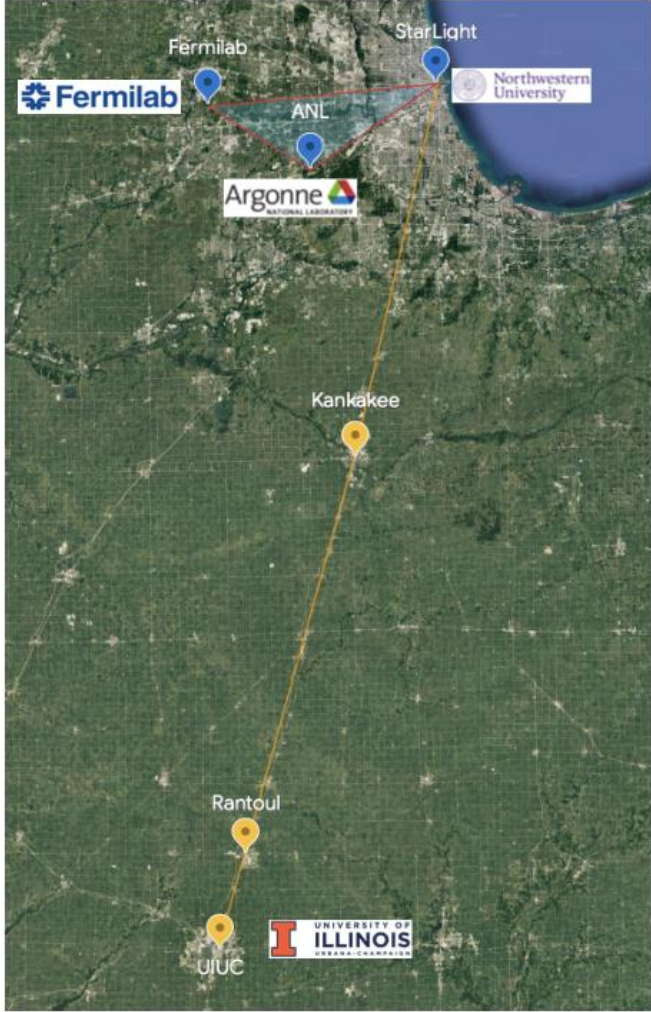 StarLight
Fermilab
Fermilab
Northwestern
University
ANL
Argonne
NATIONAL LABORATORY
Kankakee
Rantoul
UNIVERSITY OF
ILLINOIS
URBANA-CHAMPAIGN
UIUC